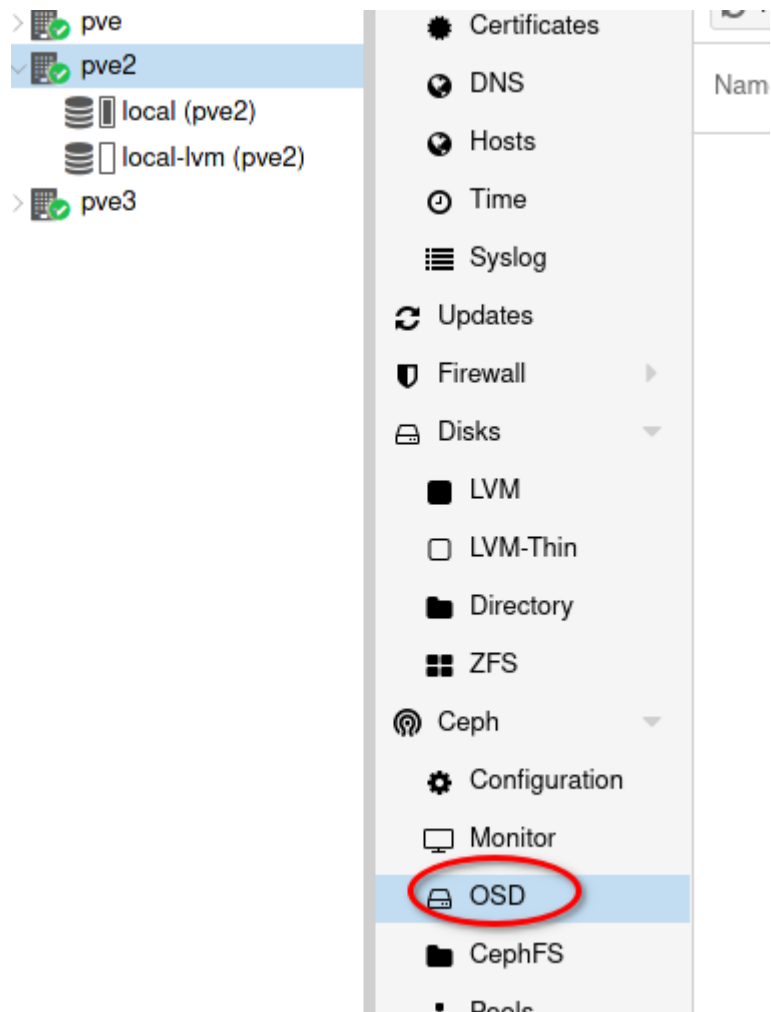 pve
pve2
local (pve2)
local-lvm (pve2)
pve3
Certificates
DNS
Hosts
Time
Syslog
Updates
Firewall
Disks
LVM
LVM-Thin
Directory
ZFS
Ceph
Configuration
Monitor
OSD
CephFS
Pools
Nam